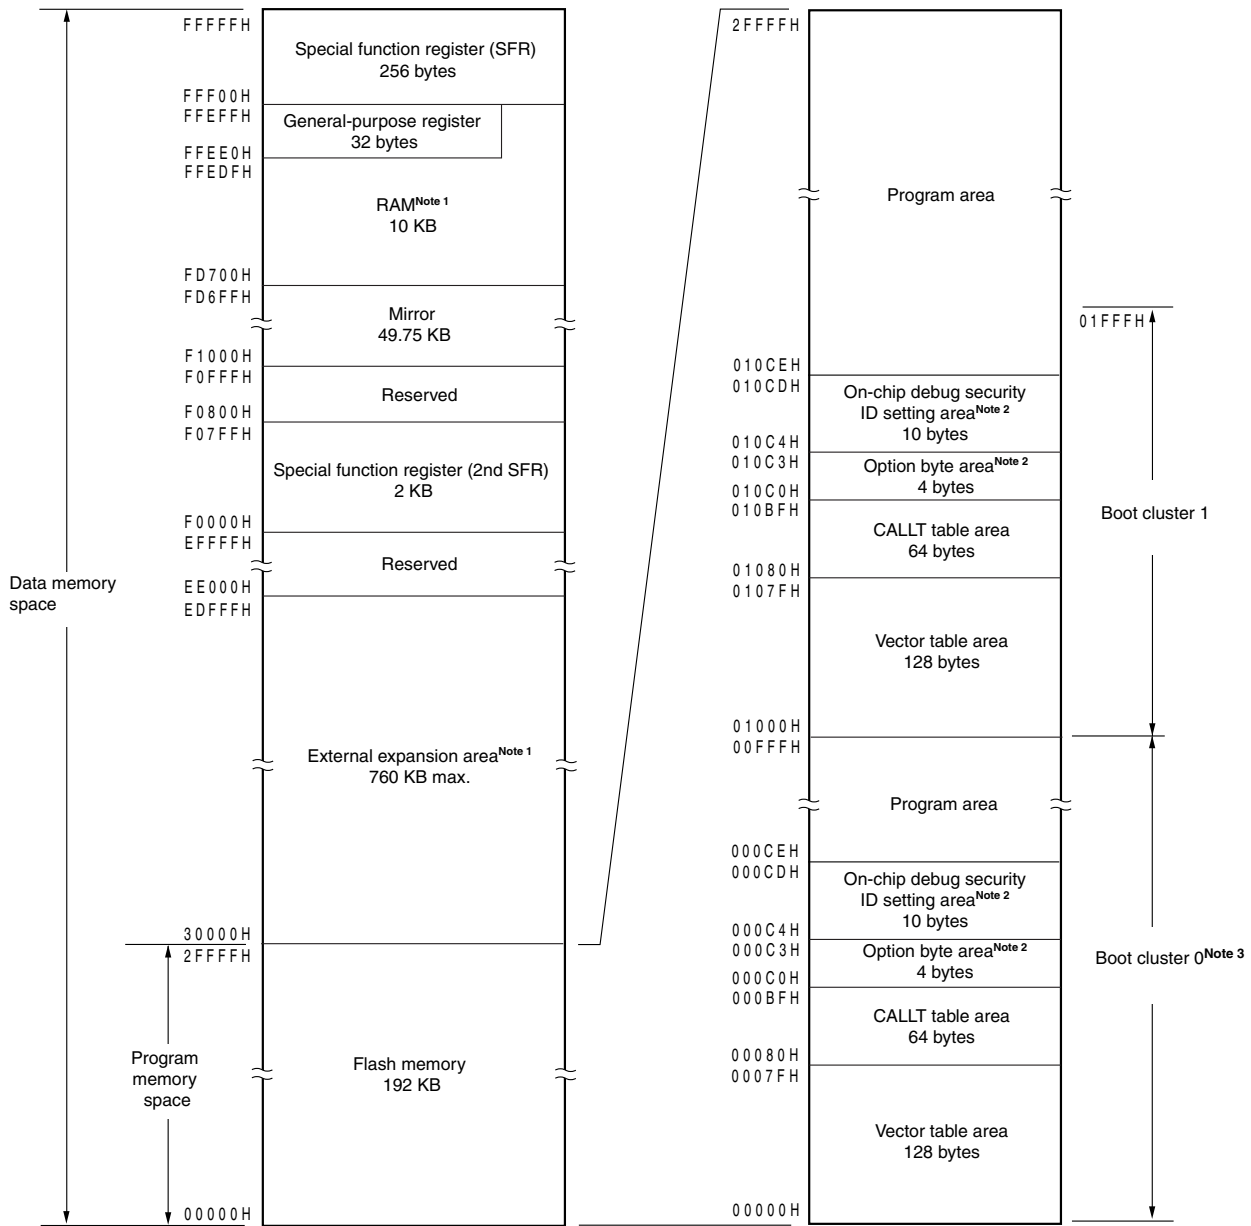 FFFFFH
Special function register (SFR)
256 bytes
FFF00H
FFEFFH
General-purpose register
32 bytes
FFEE0H
FFEDFH
RAMNote 1
10 KB
FD700H
FD6FFH
Mirror
49.75 KB
F1000H
F0FFFH
Reserved
F0800H
F07FFH
Special function register (2nd SFR)
2 KB
F0000H
EFFFFH
Reserved
EE000H
EDFFFH
Data memory
space
External expansion areaNote 1
760 KB max.
30000H
2FFFFH
Program
memory
space
Flash memory
192 KB
00000H
2FFFFH
Program area
01FFFH
010CEH
010CDH
On-chip debug security
ID setting areaNote 2
10 bytes
010C4H
010C3H
Option byte areaNote 2
4 bytes
010C0H
010BFH
CALLT table area
64 bytes
Boot cluster 1
01080H
0107FH
Vector table area
128 bytes
01000H
00FFFH
Program area
000CEH
000CDH
On-chip debug security
ID setting areaNote 2
10 bytes
000C4H
000C3H
Option byte areaNote 2
4 bytes
Boot cluster 0Note 3
000C0H
000BFH
CALLT table area
64 bytes
00080H
0007FH
Vector table area
128 bytes
00000H